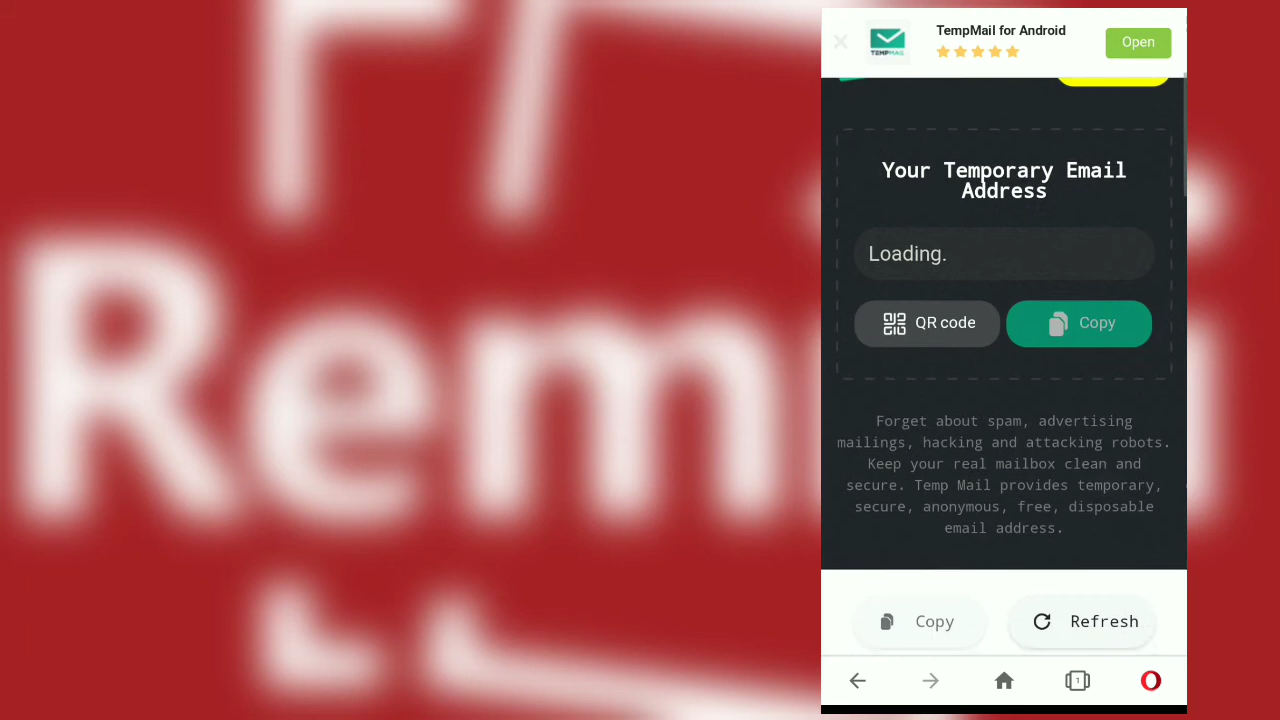 TempMail for Android
Open
TEMPMAIL
Your Temporary Email
Address
Loading.
QR code
Copy
Forget about spam, advertising
mailings, hacking and attacking robots.
Keep your real mailbox clean and
secure. Temp Mail provides temporary,
secure, anonymous, free, disposable
email address.
Copy
Refresh
1